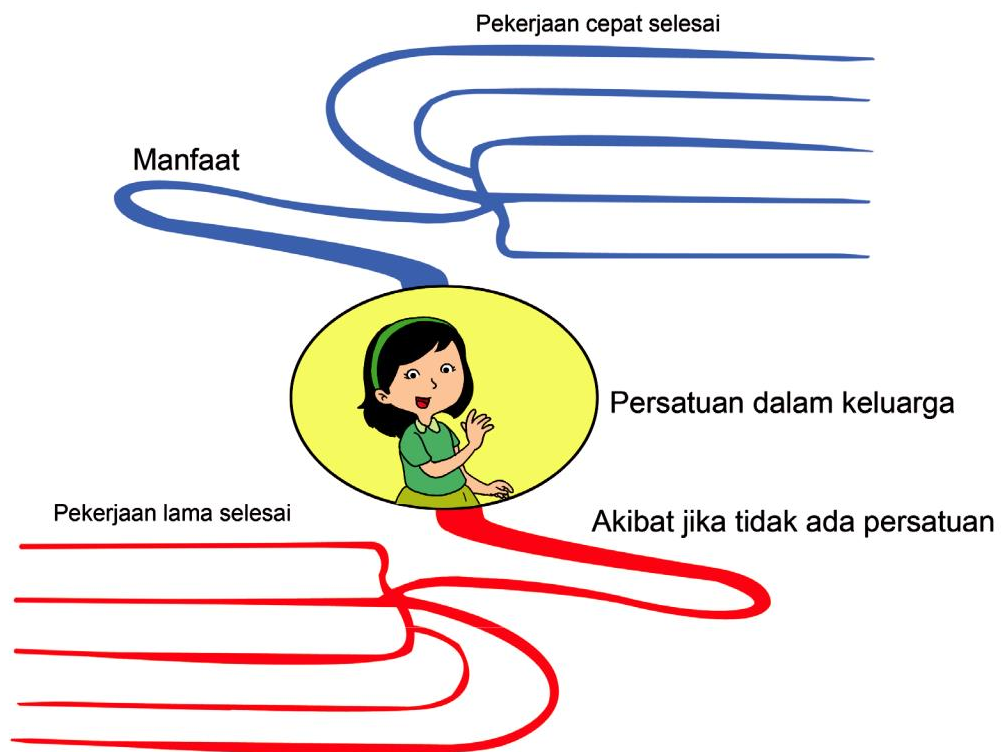 Pekerjaan cepat selesai
Manfaat
Persatuan dalam keluarga
Pekerjaan lama selesai
Akibat jika tidak ada persatuan